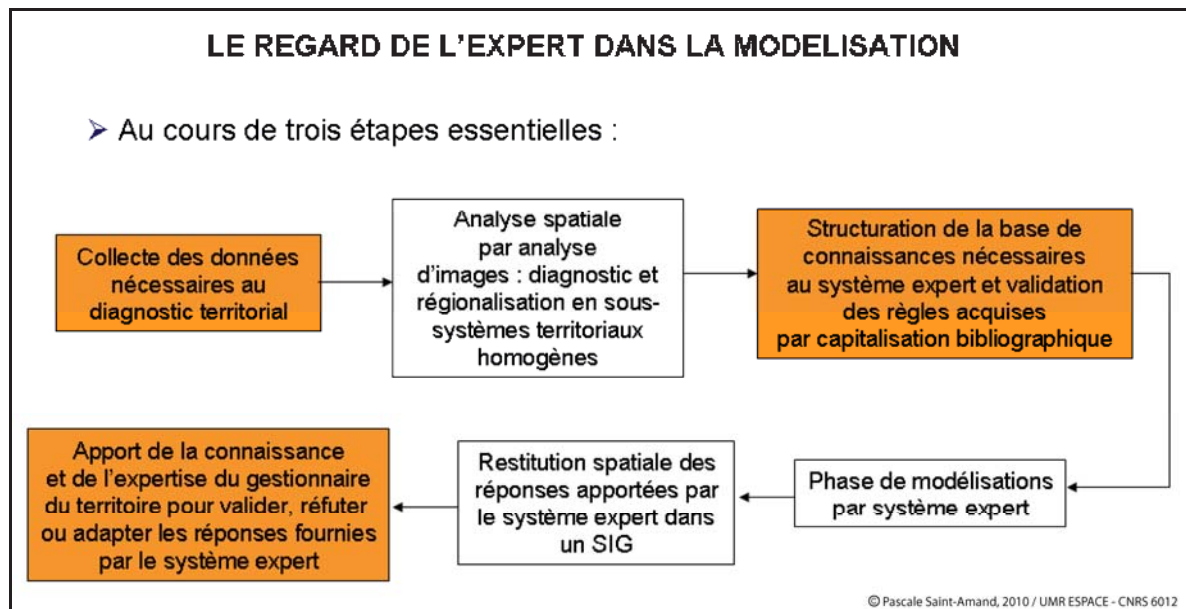 LE REGARD DE L'EXPERT DANS LA MODELISATION
➢ Au cours de trois étapes essentielles :
Collecte des données
nécessaires au
diagnostic territorial
Analyse spatiale
par analyse
d'images : diagnostic et
régionalisation en sous-
systèmes territoriaux
homogènes
Structuration de la base de
connaissances nécessaires
au système expert et validation
des règles acquises
par capitalisation bibliographique
Phase de modélisations
par système expert
Restitution spatiale des
réponses apportées par
le système expert dans
un SIG
Apport de la connaissance
et de l'expertise du gestionnaire
du territoire pour valider, réfuter
ou adapter les réponses fournies
par le système expert
© Pascale Saint-Amand, 2010 / UMR ESPACE - CNRS 6012